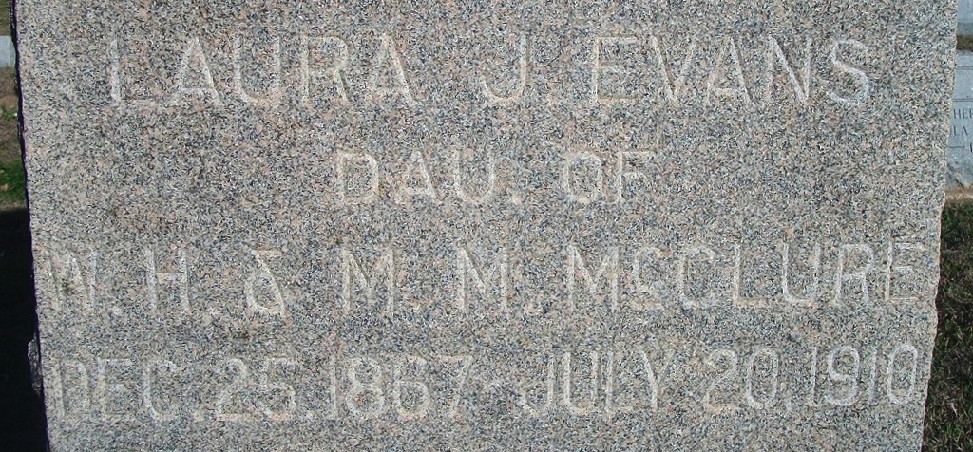 LAURA J. EVANS
DAU. OF
W. H. & M. M. McCLURE
DEC. 25. 1867 - JULY 20, 1910